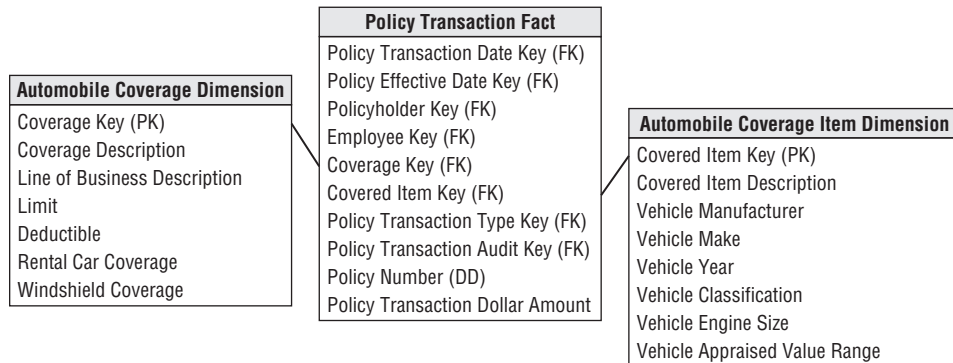 Policy Transaction Fact
Policy Transaction Date Key (FK)
Policy Effective Date Key (FK)
Policyholder Key (FK)
Employee Key (FK)
Coverage Key (FK)
Covered Item Key (FK)
Policy Transaction Type Key (FK)
Policy Transaction Audit Key (FK)
Policy Number (DD)
Policy Transaction Dollar Amount
Automobile Coverage Dimension
Coverage Key (PK)
Coverage Description
Line of Business Description
Limit
Deductible
Rental Car Coverage
Windshield Coverage
Automobile Coverage Item Dimension
Covered Item Key (PK)
Covered Item Description
Vehicle Manufacturer
Vehicle Make
Vehicle Year
Vehicle Classification
Vehicle Engine Size
Vehicle Appraised Value Range